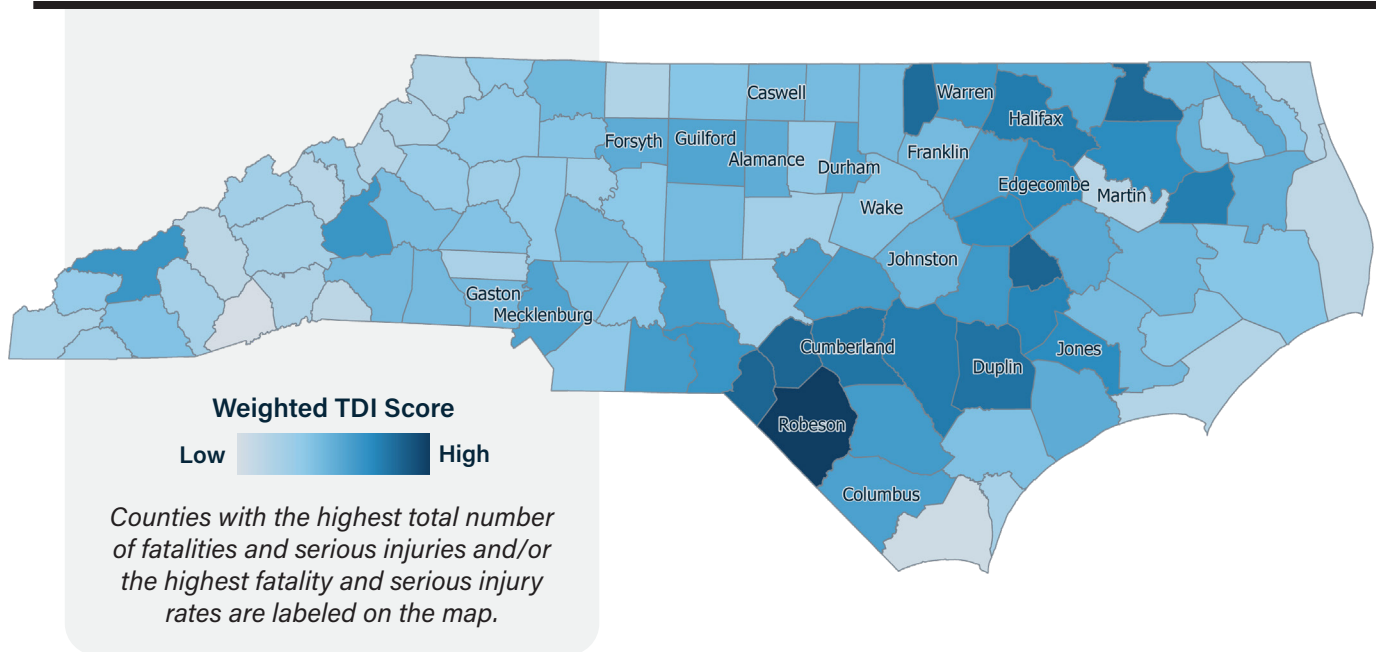 Caswell
Warren
Halifax
Forsyth
Guilford
Alamance
Durham
Franklin
Edgecombe
Martin
Wake
Johnston
Gaston
Mecklenburg
Cumberland
Duplin
Jones
Robeson
Columbus
Weighted TDI Score
Low
High
Counties with the highest total number
of fatalities and serious injuries and/or
the highest fatality and serious injury
rates are labeled on the map.